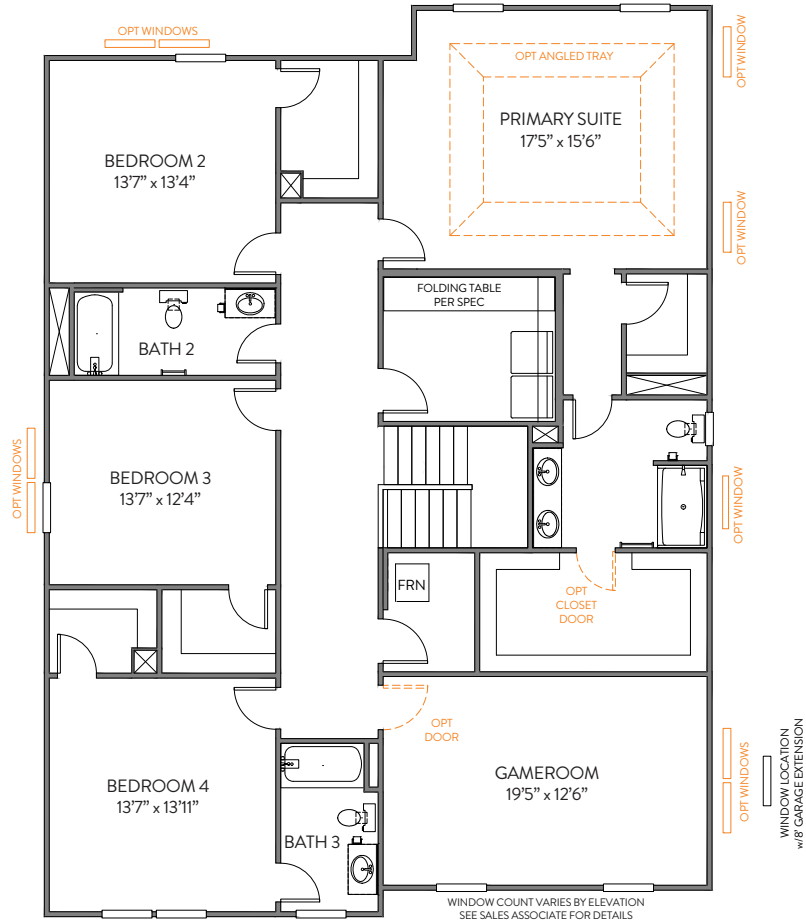 OPT WINDOWS
OPT WINDOW
OPT ANGLED TRAY
PRIMARY SUITE
17'5" x 15'6"
BEDROOM 2
13'7" x 13'4"
OPT WINDOW
FOLDING TABLE
PER SPEC
BATH 2
OPT WINDOWS
BEDROOM 3
13'7" x 12'4"
OPT WINDOW
FRN
OPT
CLOSET
DOOR
OPT
DOOR
BEDROOM 4
13'7" x 13'11"
GAMEROOM
19'5" x 12'6"
OPT WINDOWS
WINDOW LOCATION
w/8' GARAGE EXTENSION
BATH 3
WINDOW COUNT VARIES BY ELEVATION
SEE SALES ASSOCIATE FOR DETAILS